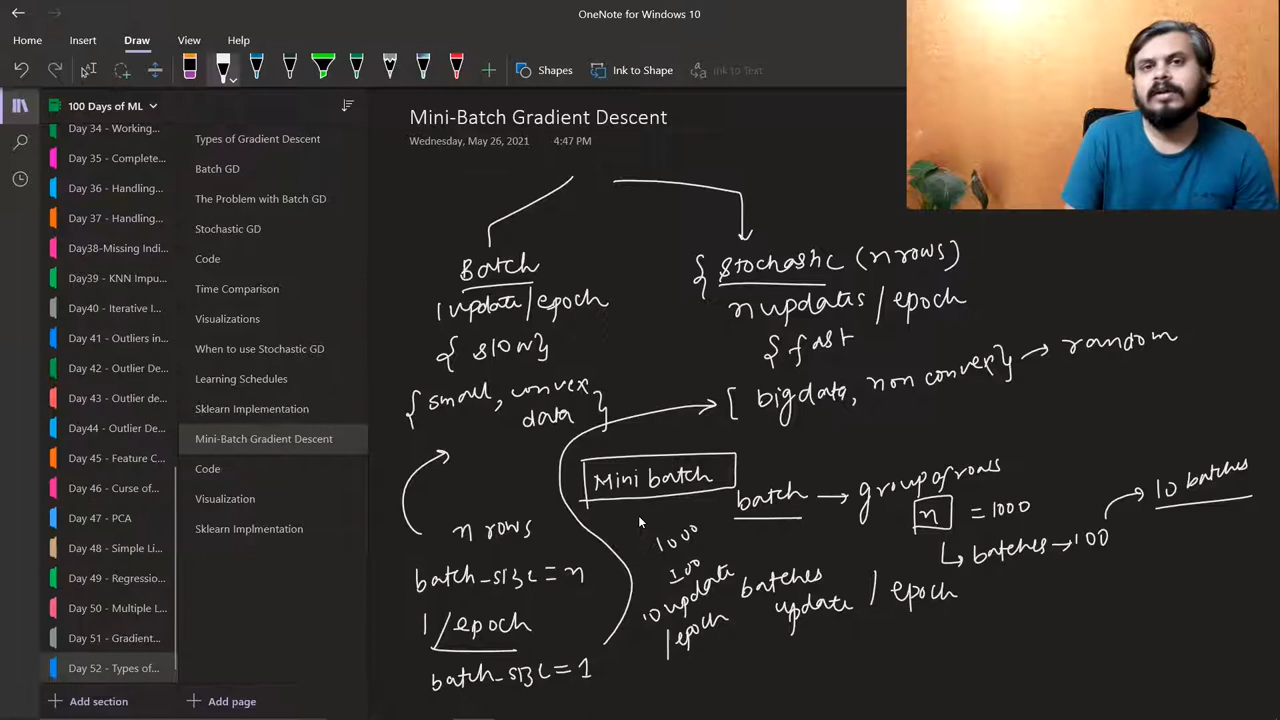 OneNote for Windows 10
Home Insert Draw View Help
Shapes Ink to Shape Ink to Text
100 Days of ML
Day 34 - Working...
Day 35 - Complete...
Day 36 - Handling...
Day 37 - Handling...
Day38-Missing Indi...
Day39 - KNN Impu...
Day40 - Iterative I...
Day 41 - Outliers in...
Day 42 - Outlier De...
Day 43 - Outlier de...
Day44 - Outlier De...
Day 45 - Feature C...
Day 46 - Curse of...
Day 47 - PCA
Day 48 - Simple Li...
Day 49 - Regressio...
Day 50 - Multiple L...
Day 51 - Gradient...
Day 52 - Types of...
Add section
Types of Gradient Descent
Batch GD
The Problem with Batch GD
Stochastic GD
Code
Time Comparison
Visualizations
When to use Stochastic GD
Learning Schedules
Sklearn Implementation
Mini-Batch Gradient Descent
Code
Visualization
Sklearn Implmentation
Add page
Mini-Batch Gradient Descent
Wednesday, May 26, 2021 4:47 PM
Batch
1 update/epoch
{ slow }
{ small, convex
data }
{ stochastic (n rows)
n updates / epoch
{ fast
[ bigdata, non convex } → random
Mini batch
batch → group of rows
n = 1000
↳ batches → 100 → 10 batches
1000
100
10 update
/ epoch
batches
update / epoch
n rows
batch_size = n
1 / epoch
batch_size = 1